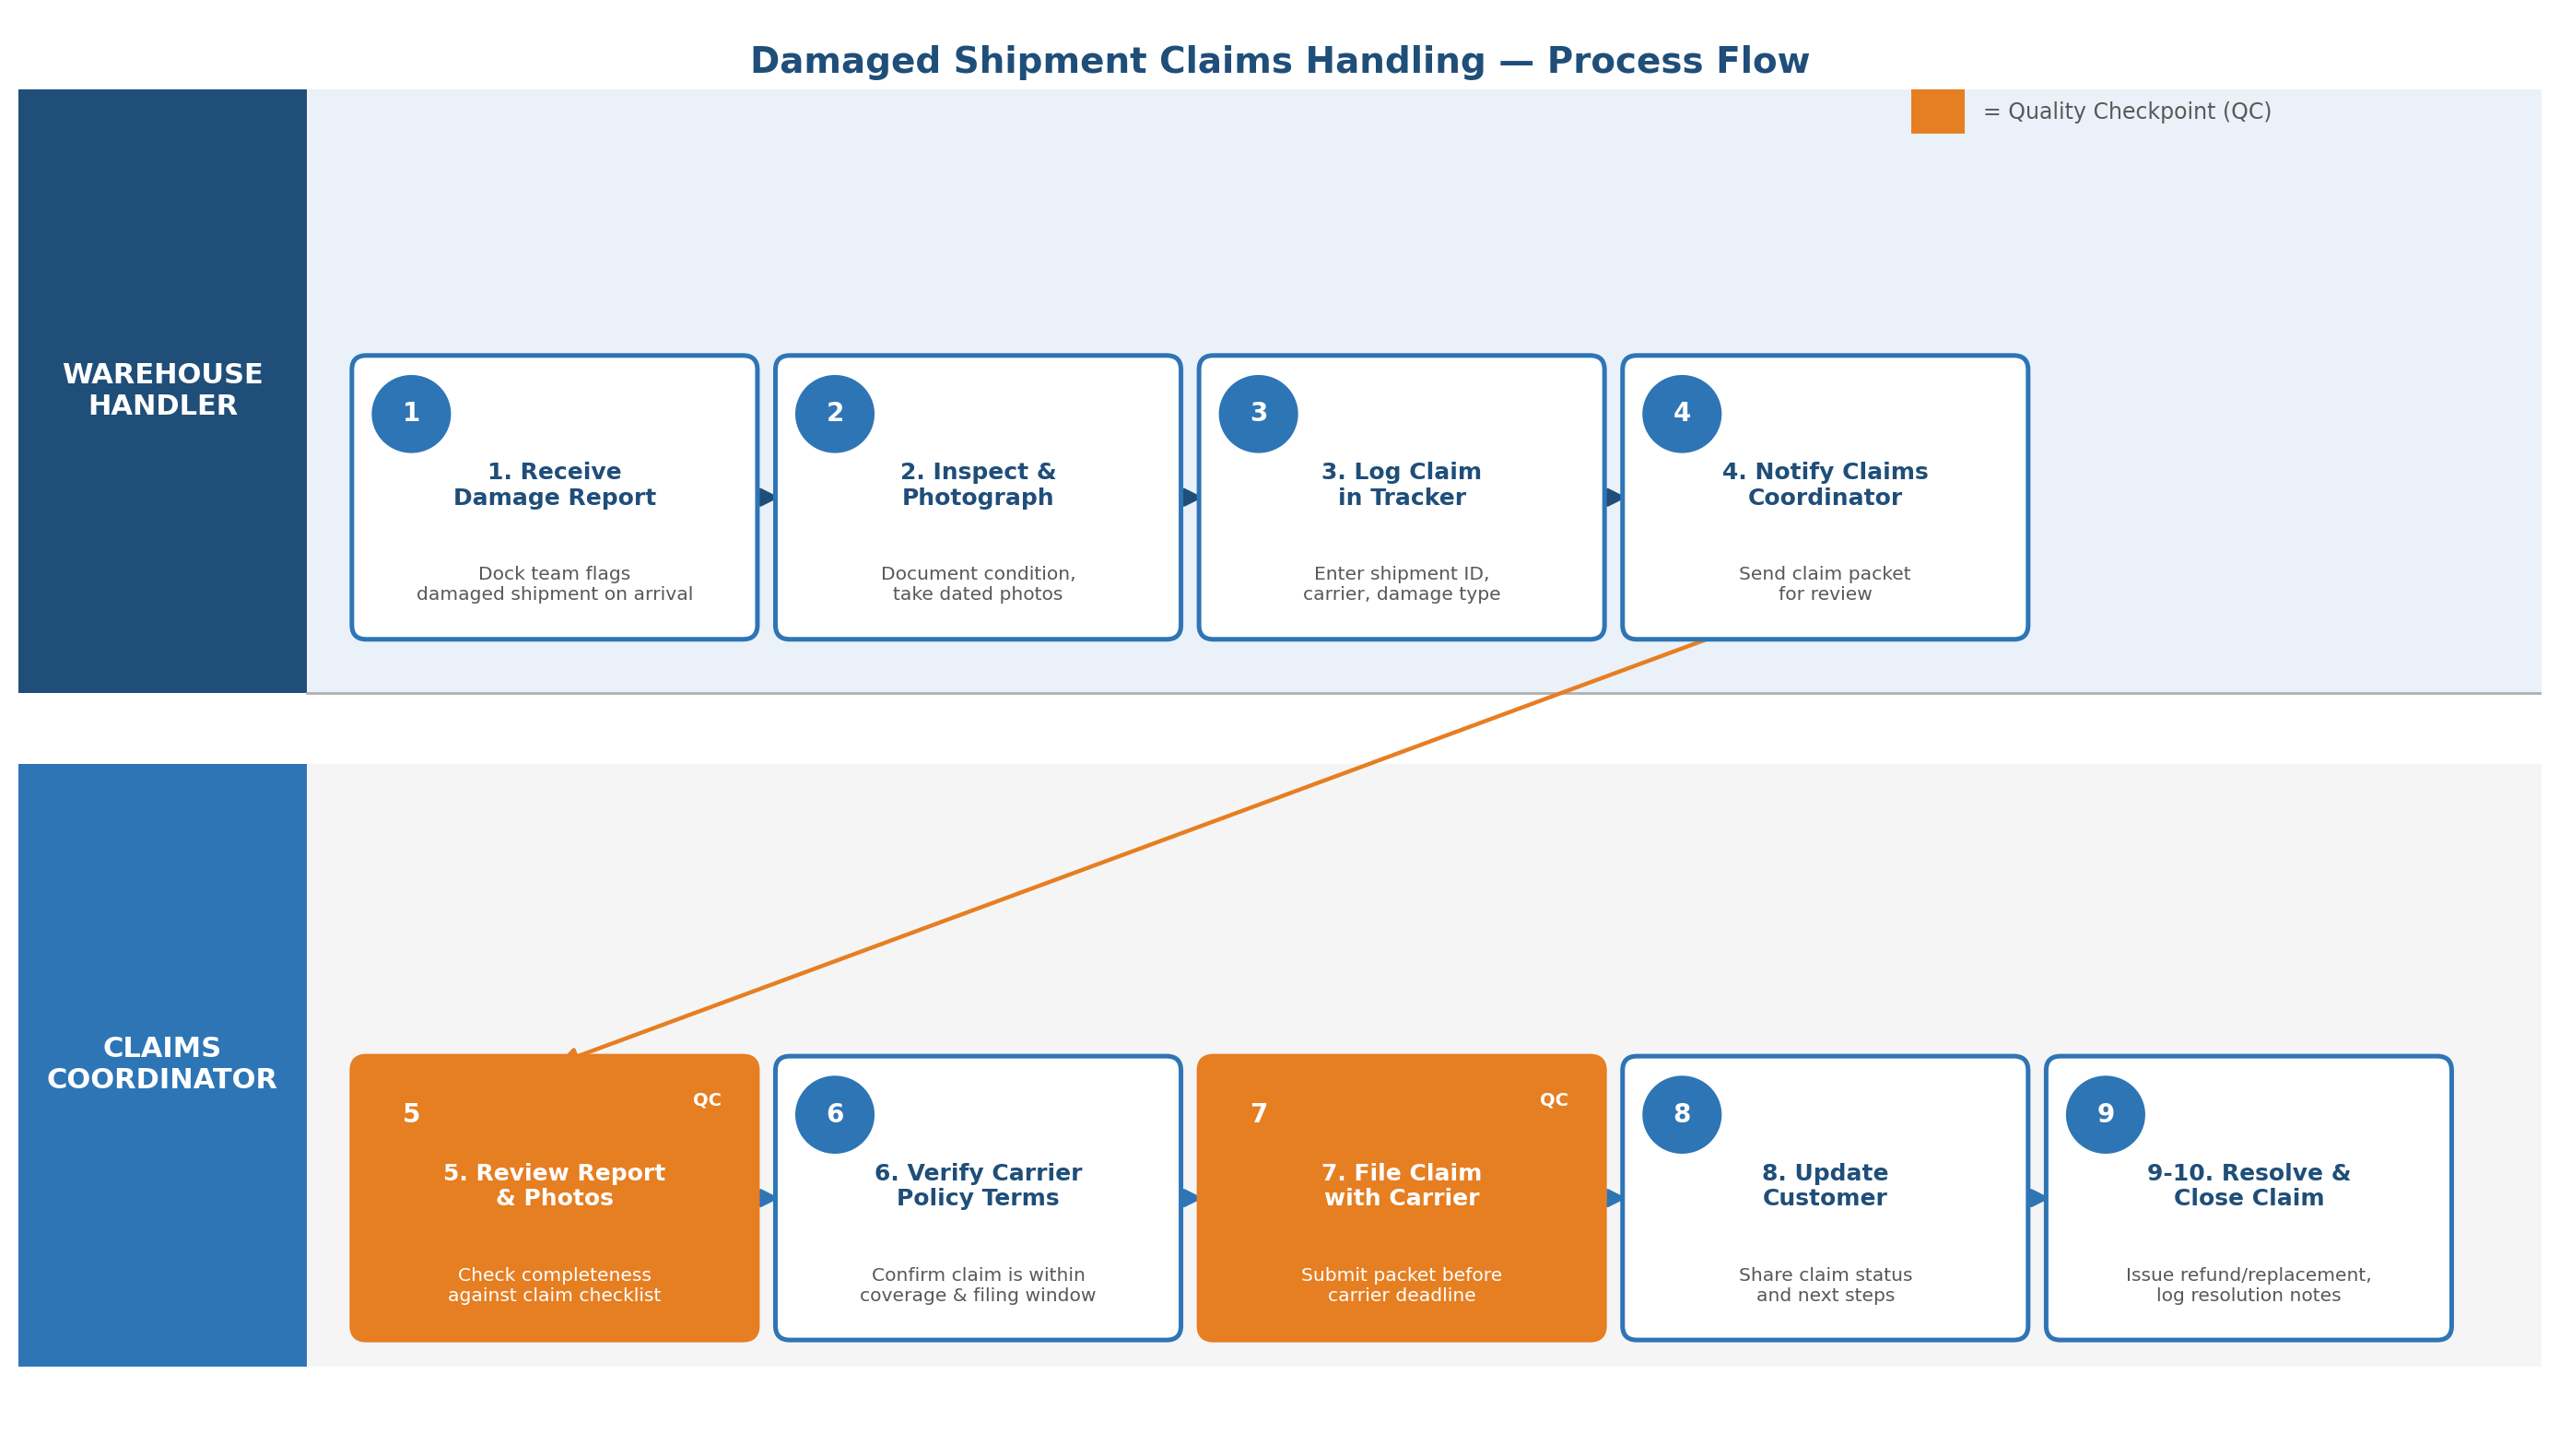 Damaged Shipment Claims Handling — Process Flow
= Quality Checkpoint (QC)
WAREHOUSE
HANDLER
1
1. Receive
Damage Report
Dock team flags
damaged shipment on arrival
2
2. Inspect &
Photograph
Document condition,
take dated photos
3
3. Log Claim
in Tracker
Enter shipment ID,
carrier, damage type
4
4. Notify Claims
Coordinator
Send claim packet
for review
CLAIMS
COORDINATOR
5
QC
5. Review Report
& Photos
Check completeness
against claim checklist
6
6. Verify Carrier
Policy Terms
Confirm claim is within
coverage & filing window
7
QC
7. File Claim
with Carrier
Submit packet before
carrier deadline
8
8. Update
Customer
Share claim status
and next steps
9
9-10. Resolve &
Close Claim
Issue refund/replacement,
log resolution notes